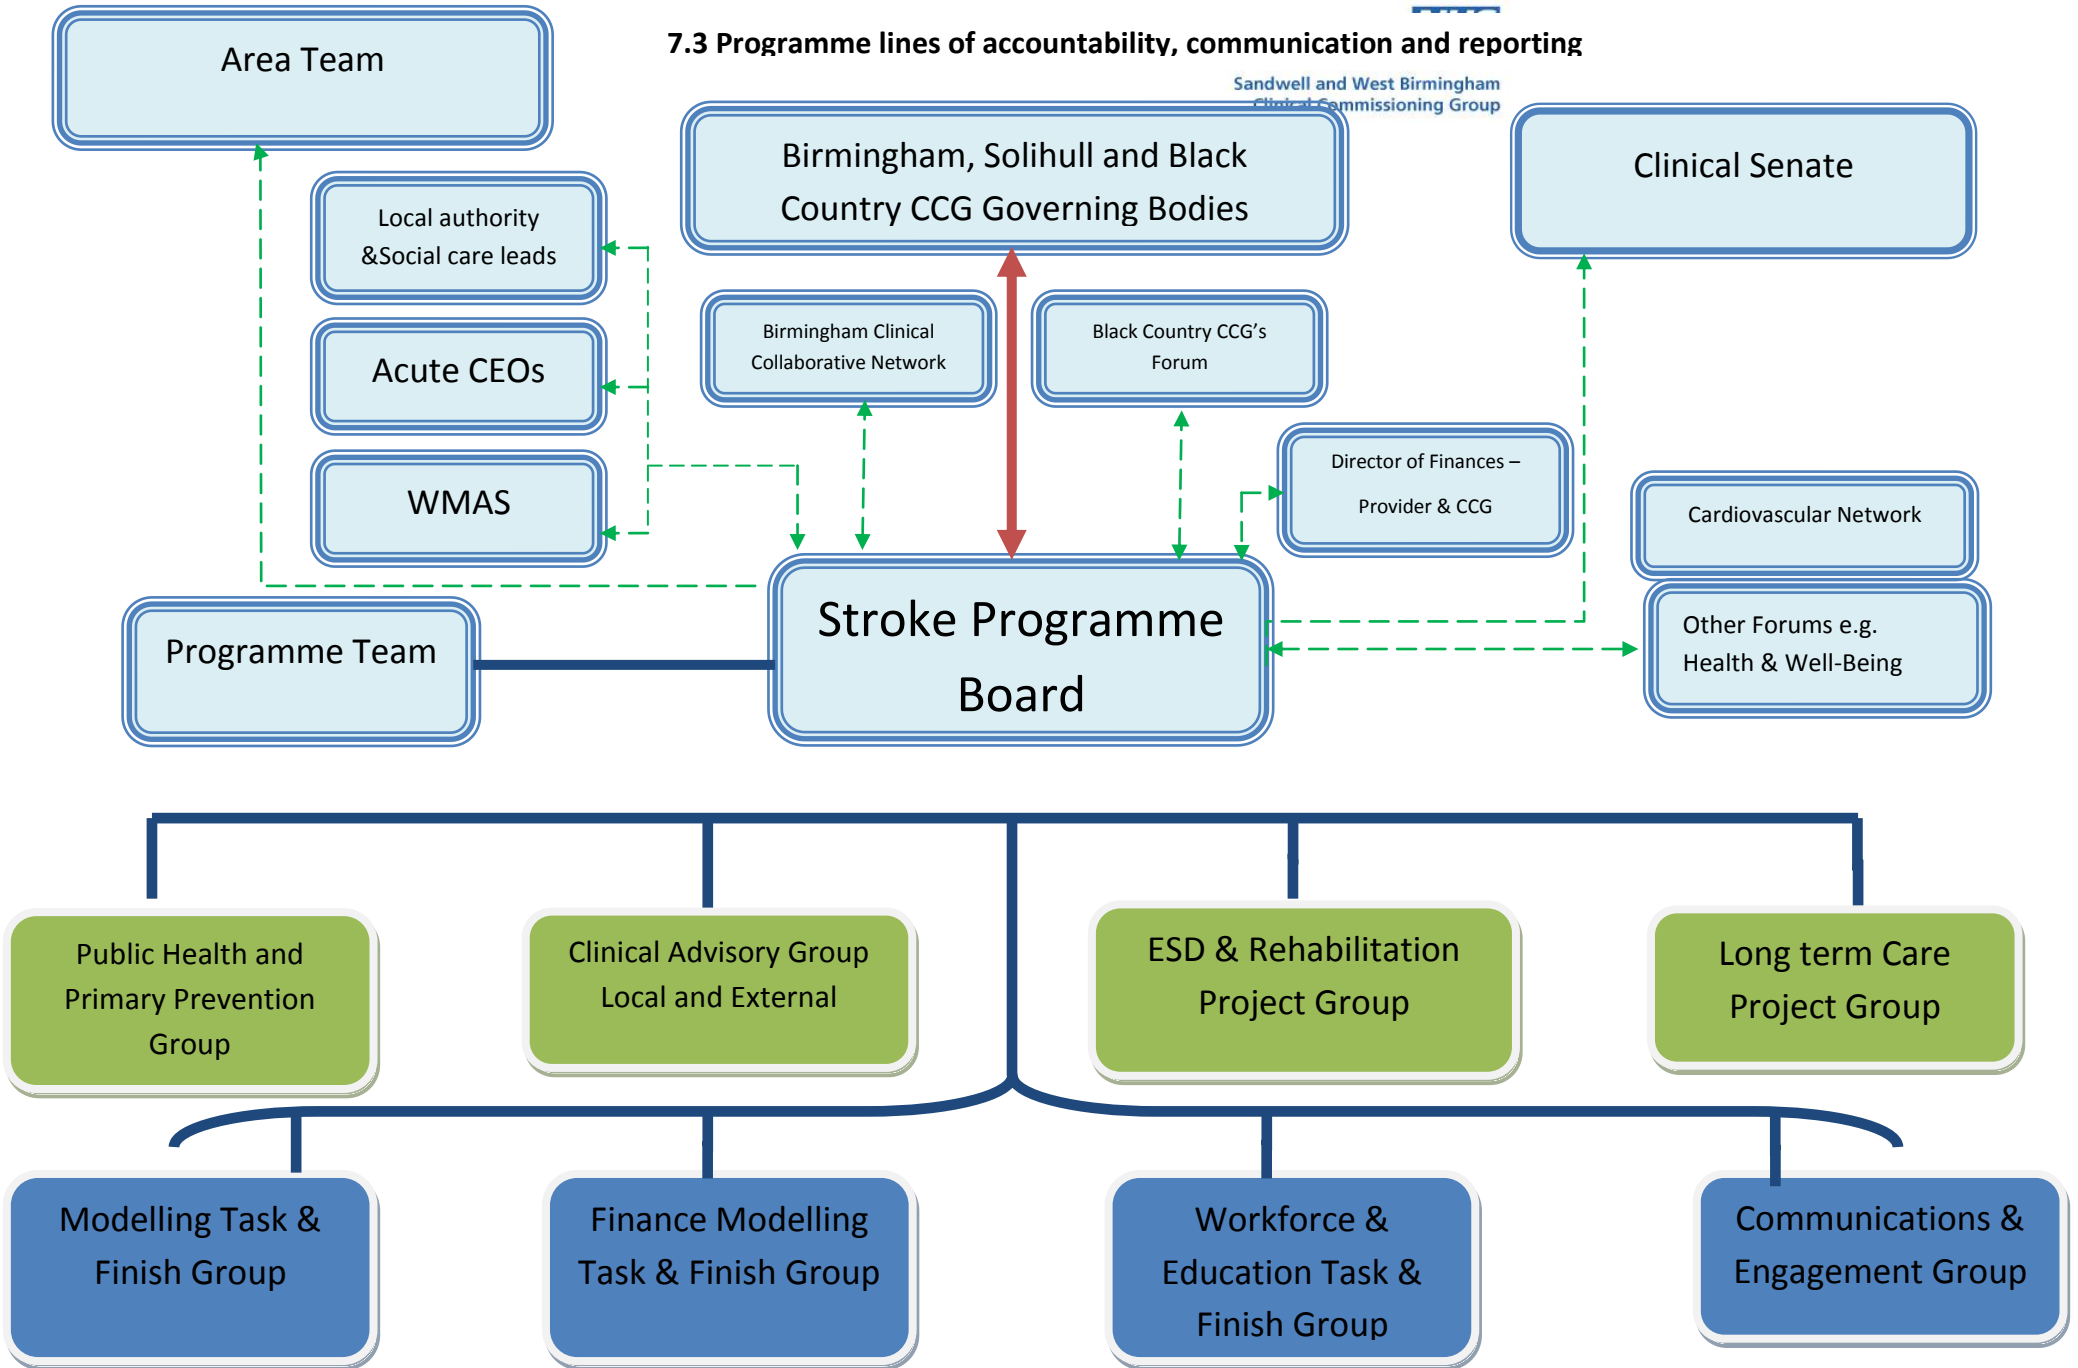 7.3 Programme lines of accountability, communication and reporting
Sandwell and West Birmingham
Clinical Commissioning Group
Area Team
Birmingham, Solihull and Black
Country CCG Governing Bodies
Clinical Senate
Local authority
&Social care leads
Acute CEOs
WMAS
Birmingham Clinical
Collaborative Network
Black Country CCG's
Forum
Director of Finances –
Provider & CCG
Cardiovascular Network
Other Forums e.g.
Health & Well-Being
Programme Team
Stroke Programme
Board
Public Health and
Primary Prevention
Group
Clinical Advisory Group
Local and External
ESD & Rehabilitation
Project Group
Long term Care
Project Group
Modelling Task &
Finish Group
Finance Modelling
Task & Finish Group
Workforce &
Education Task &
Finish Group
Communications &
Engagement Group